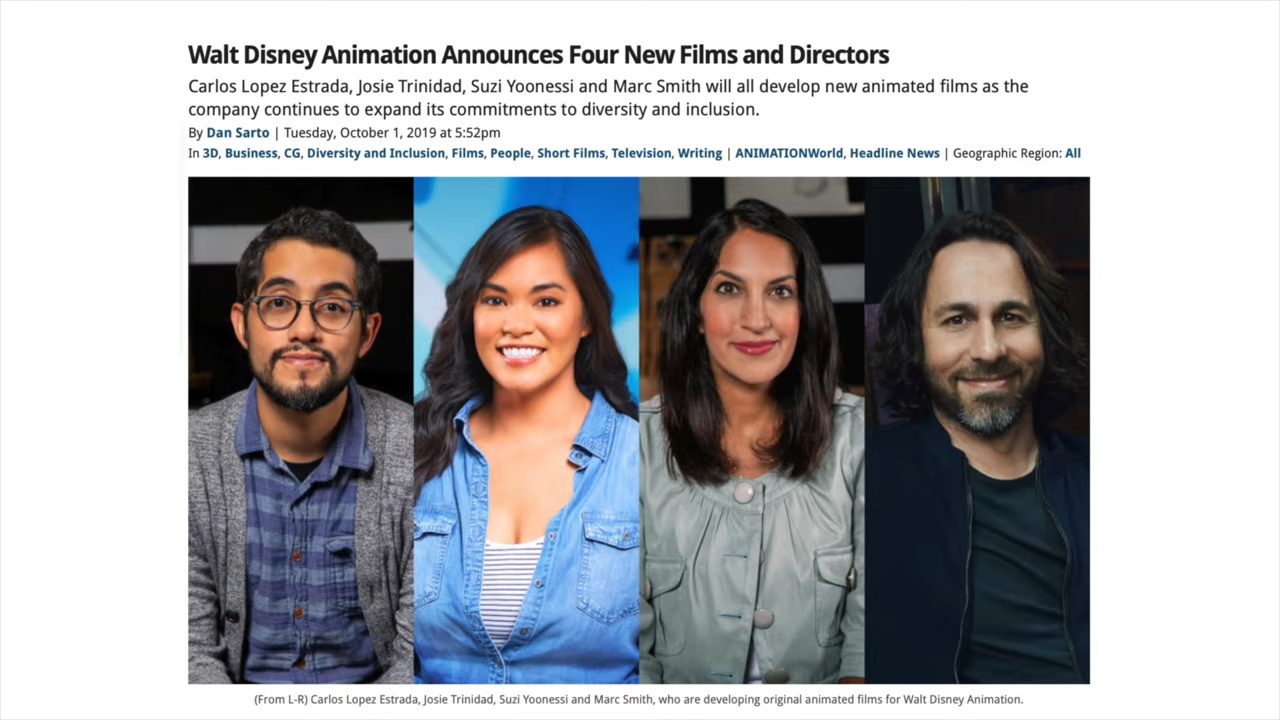 Walt Disney Animation Announces Four New Films and Directors
Carlos Lopez Estrada, Josie Trinidad, Suzi Yoonessi and Marc Smith will all develop new animated films as the
company continues to expand its commitments to diversity and inclusion.
By Dan Sarto | Tuesday, October 1, 2019 at 5:52pm
In 3D, Business, CG, Diversity and Inclusion, Films, People, Short Films, Television, Writing | ANIMATIONWorld, Headline News | Geographic Region: All
(From L-R) Carlos Lopez Estrada, Josie Trinidad, Suzi Yoonessi and Marc Smith, who are developing original animated films for Walt Disney Animation.